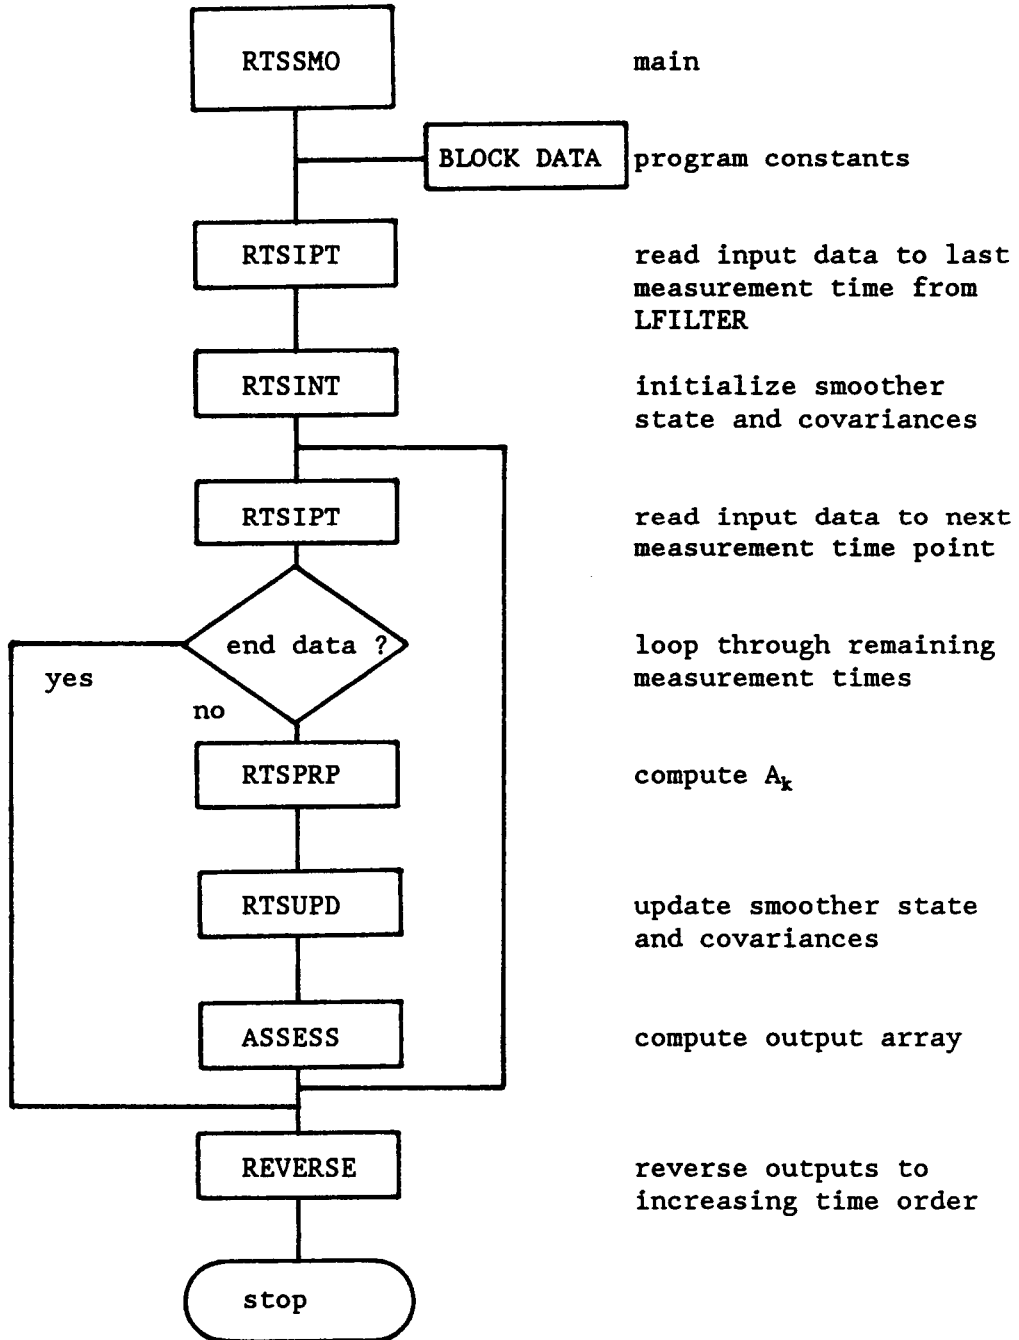 RTSSMO main
BLOCK DATA program constants
RTSIPT read input data to last
measurement time from
LFILTER
RTSINT initialize smoother
state and covariances
RTSIPT read input data to next
measurement time point
end data ? loop through remaining
yes measurement times
no
RTSPRP compute Aₖ
RTSUPD update smoother state
and covariances
ASSESS compute output array
REVERSE reverse outputs to
increasing time order
stop